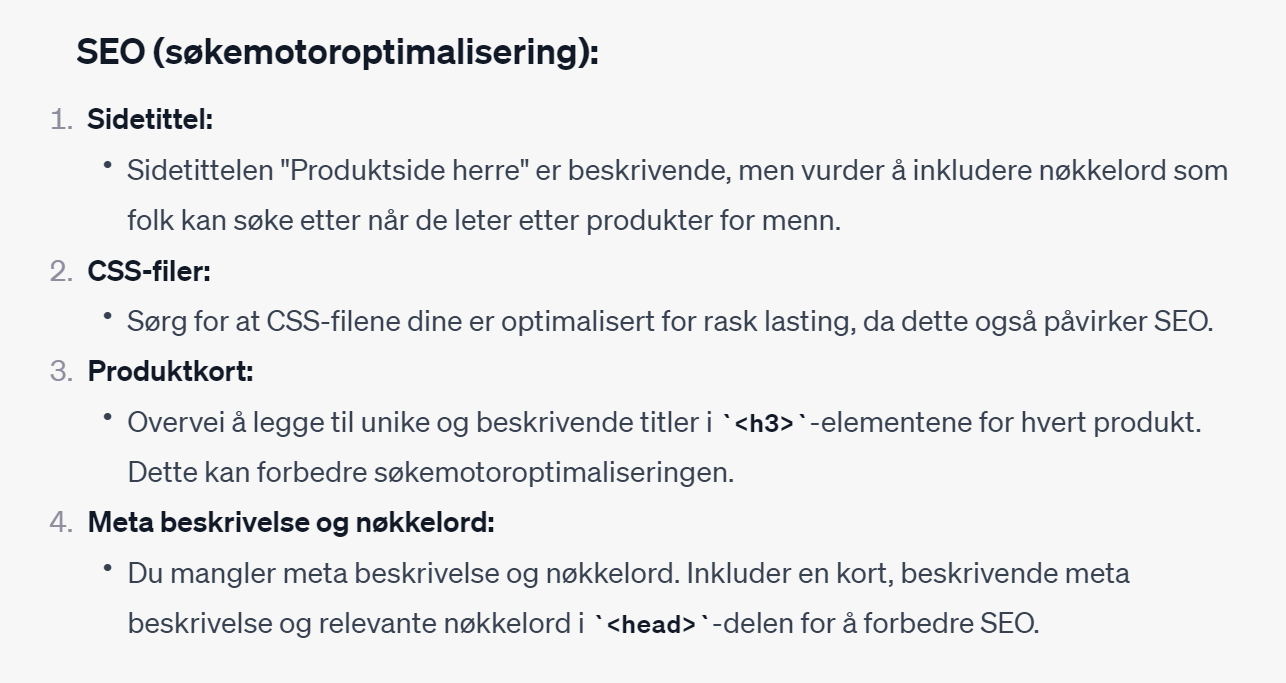 SEO (søkemotoroptimalisering):
1. Sidetittel:
• Sidetittelen "Produktside herre" er beskrivende, men vurder å inkludere nøkkelord som
folk kan søke etter når de leter etter produkter for menn.
2. CSS-filer:
• Sørg for at CSS-filene dine er optimalisert for rask lasting, da dette også påvirker SEO.
3. Produktkort:
• Overvei å legge til unike og beskrivende titler i `<h3>`-elementene for hvert produkt.
Dette kan forbedre søkemotoroptimaliseringen.
4. Meta beskrivelse og nøkkelord:
• Du mangler meta beskrivelse og nøkkelord. Inkluder en kort, beskrivende meta
beskrivelse og relevante nøkkelord i `<head>`-delen for å forbedre SEO.